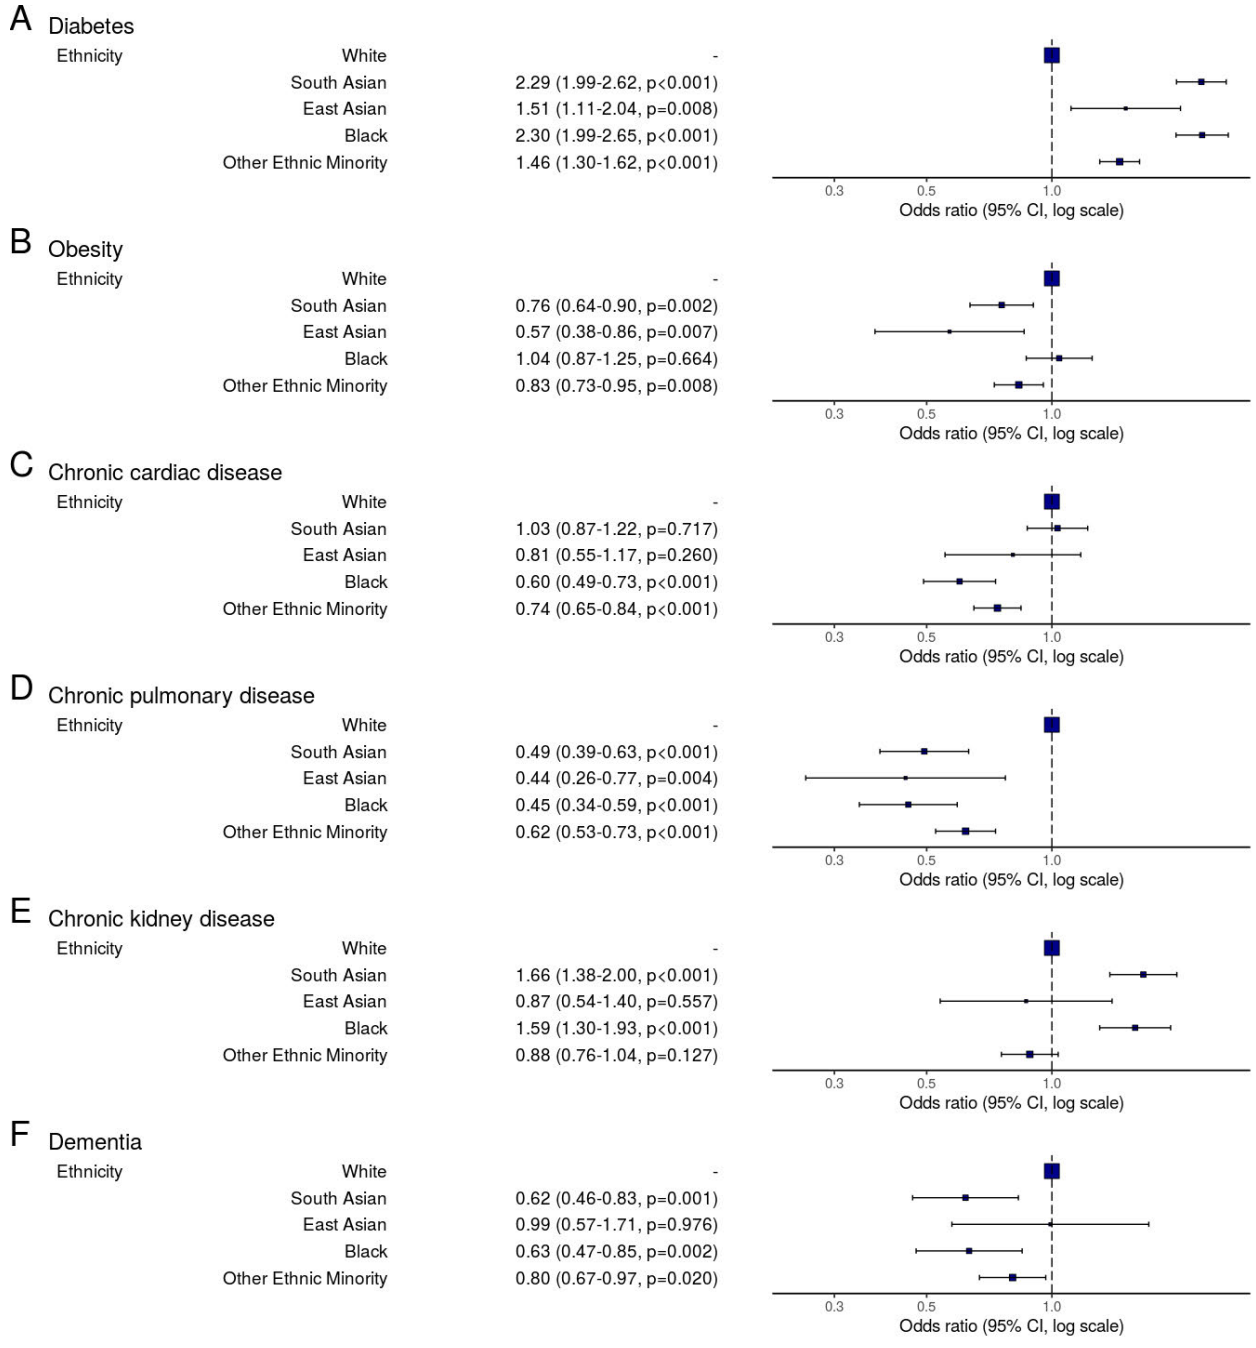 A Diabetes
Ethnicity White -
South Asian 2.29 (1.99-2.62, p<0.001)
East Asian 1.51 (1.11-2.04, p=0.008)
Black 2.30 (1.99-2.65, p<0.001)
Other Ethnic Minority 1.46 (1.30-1.62, p<0.001)
0.3 0.5 1.0
Odds ratio (95% CI, log scale)
B Obesity
Ethnicity White -
South Asian 0.76 (0.64-0.90, p=0.002)
East Asian 0.57 (0.38-0.86, p=0.007)
Black 1.04 (0.87-1.25, p=0.664)
Other Ethnic Minority 0.83 (0.73-0.95, p=0.008)
0.3 0.5 1.0
Odds ratio (95% CI, log scale)
C Chronic cardiac disease
Ethnicity White -
South Asian 1.03 (0.87-1.22, p=0.717)
East Asian 0.81 (0.55-1.17, p=0.260)
Black 0.60 (0.49-0.73, p<0.001)
Other Ethnic Minority 0.74 (0.65-0.84, p<0.001)
0.3 0.5 1.0
Odds ratio (95% CI, log scale)
D Chronic pulmonary disease
Ethnicity White -
South Asian 0.49 (0.39-0.63, p<0.001)
East Asian 0.44 (0.26-0.77, p=0.004)
Black 0.45 (0.34-0.59, p<0.001)
Other Ethnic Minority 0.62 (0.53-0.73, p<0.001)
0.3 0.5 1.0
Odds ratio (95% CI, log scale)
E Chronic kidney disease
Ethnicity White -
South Asian 1.66 (1.38-2.00, p<0.001)
East Asian 0.87 (0.54-1.40, p=0.557)
Black 1.59 (1.30-1.93, p<0.001)
Other Ethnic Minority 0.88 (0.76-1.04, p=0.127)
0.3 0.5 1.0
Odds ratio (95% CI, log scale)
F Dementia
Ethnicity White -
South Asian 0.62 (0.46-0.83, p=0.001)
East Asian 0.99 (0.57-1.71, p=0.976)
Black 0.63 (0.47-0.85, p=0.002)
Other Ethnic Minority 0.80 (0.67-0.97, p=0.020)
0.3 0.5 1.0
Odds ratio (95% CI, log scale)